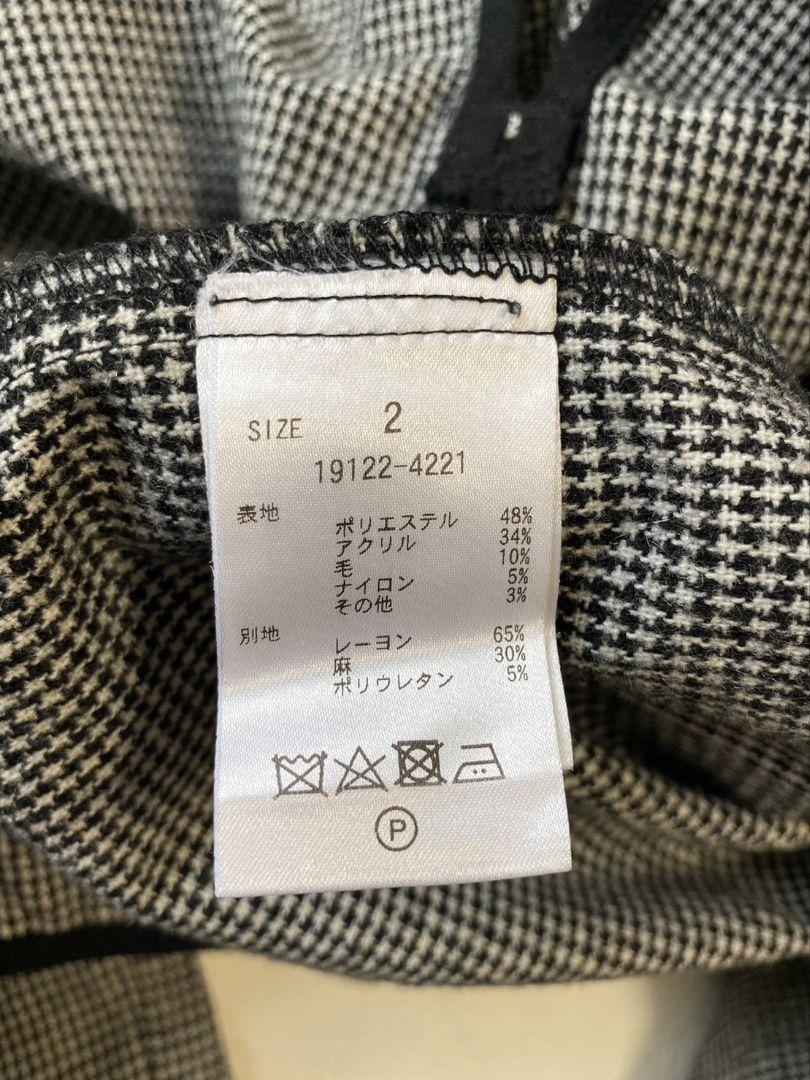 SIZE 2
19122-4221
表地 ポリエステル 48%
アクリル 34%
毛 10%
ナイロン 5%
その他 3%
別地 レーヨン 65%
麻 30%
ポリウレタン 5%
P